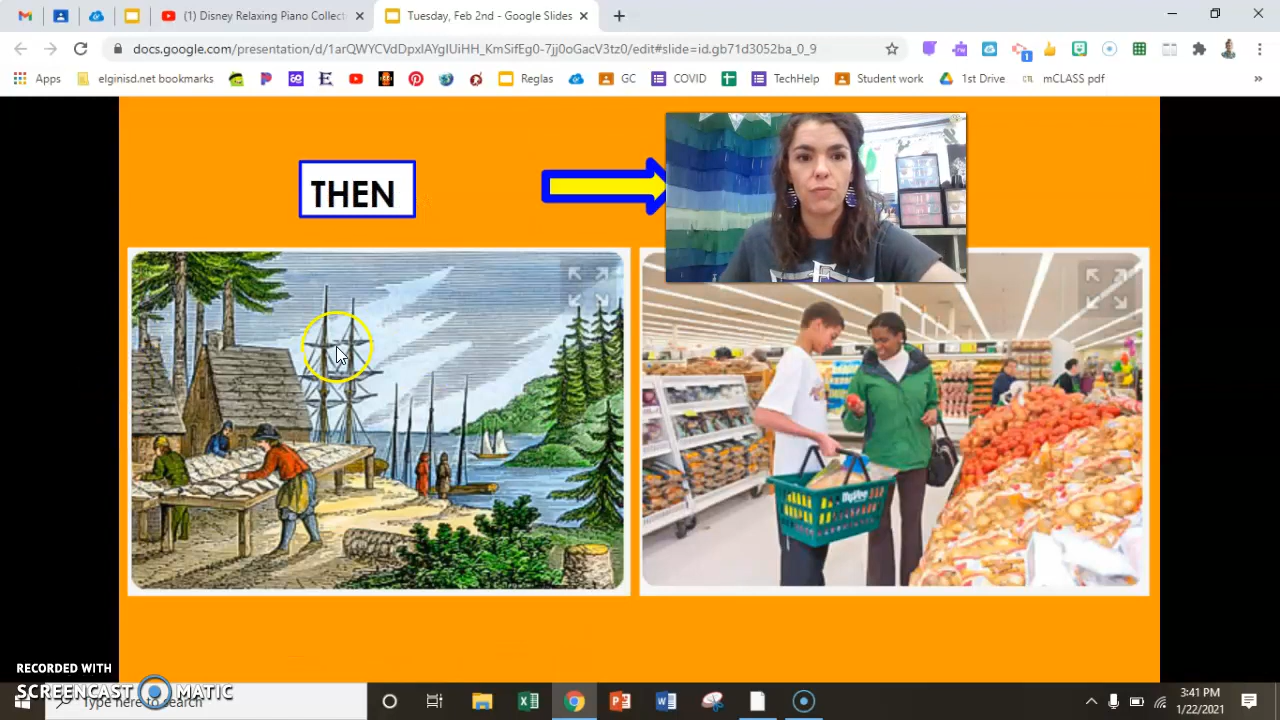 (1) Disney Relaxing Piano Collect
Tuesday, Feb 2nd - Google Slides
docs.google.com/presentation/d/1arQWYCVdDpxIAYgIUiHH_KmSifEg0-7jj0oGacV3tz0/edit#slide=id.gb71d3052ba_0_9
Apps
elginisd.net bookmarks
Reglas
GC
COVID
TechHelp
Student work
1st Drive
mCLASS pdf
THEN
HyVee
RECORDED WITH
SCREENCAST MATIC
Type here to search
3:41 PM
1/22/2021